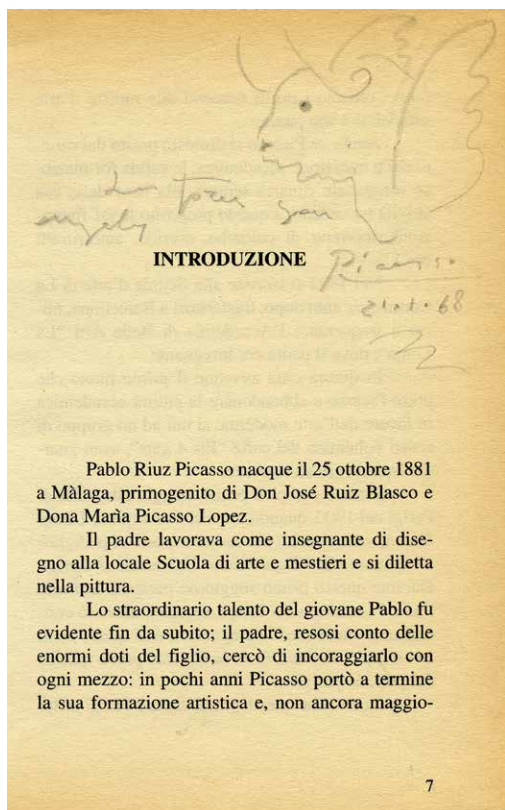 for you
Picasso
INTRODUZIONE
Pablo Riuz Picasso nacque il 25 ottobre 1881
a Màlaga, primogenito di Don José Ruiz Blasco e
Dona Marìa Picasso Lopez.
Il padre lavorava come insegnante di dise-
gno alla locale Scuola di arte e mestieri e si diletta
nella pittura.
Lo straordinario talento del giovane Pablo fu
evidente fin da subito; il padre, resosi conto delle
enormi doti del figlio, cercò di incoraggiarlo con
ogni mezzo: in pochi anni Picasso portò a termine
la sua formazione artistica e, non ancora maggio-
7